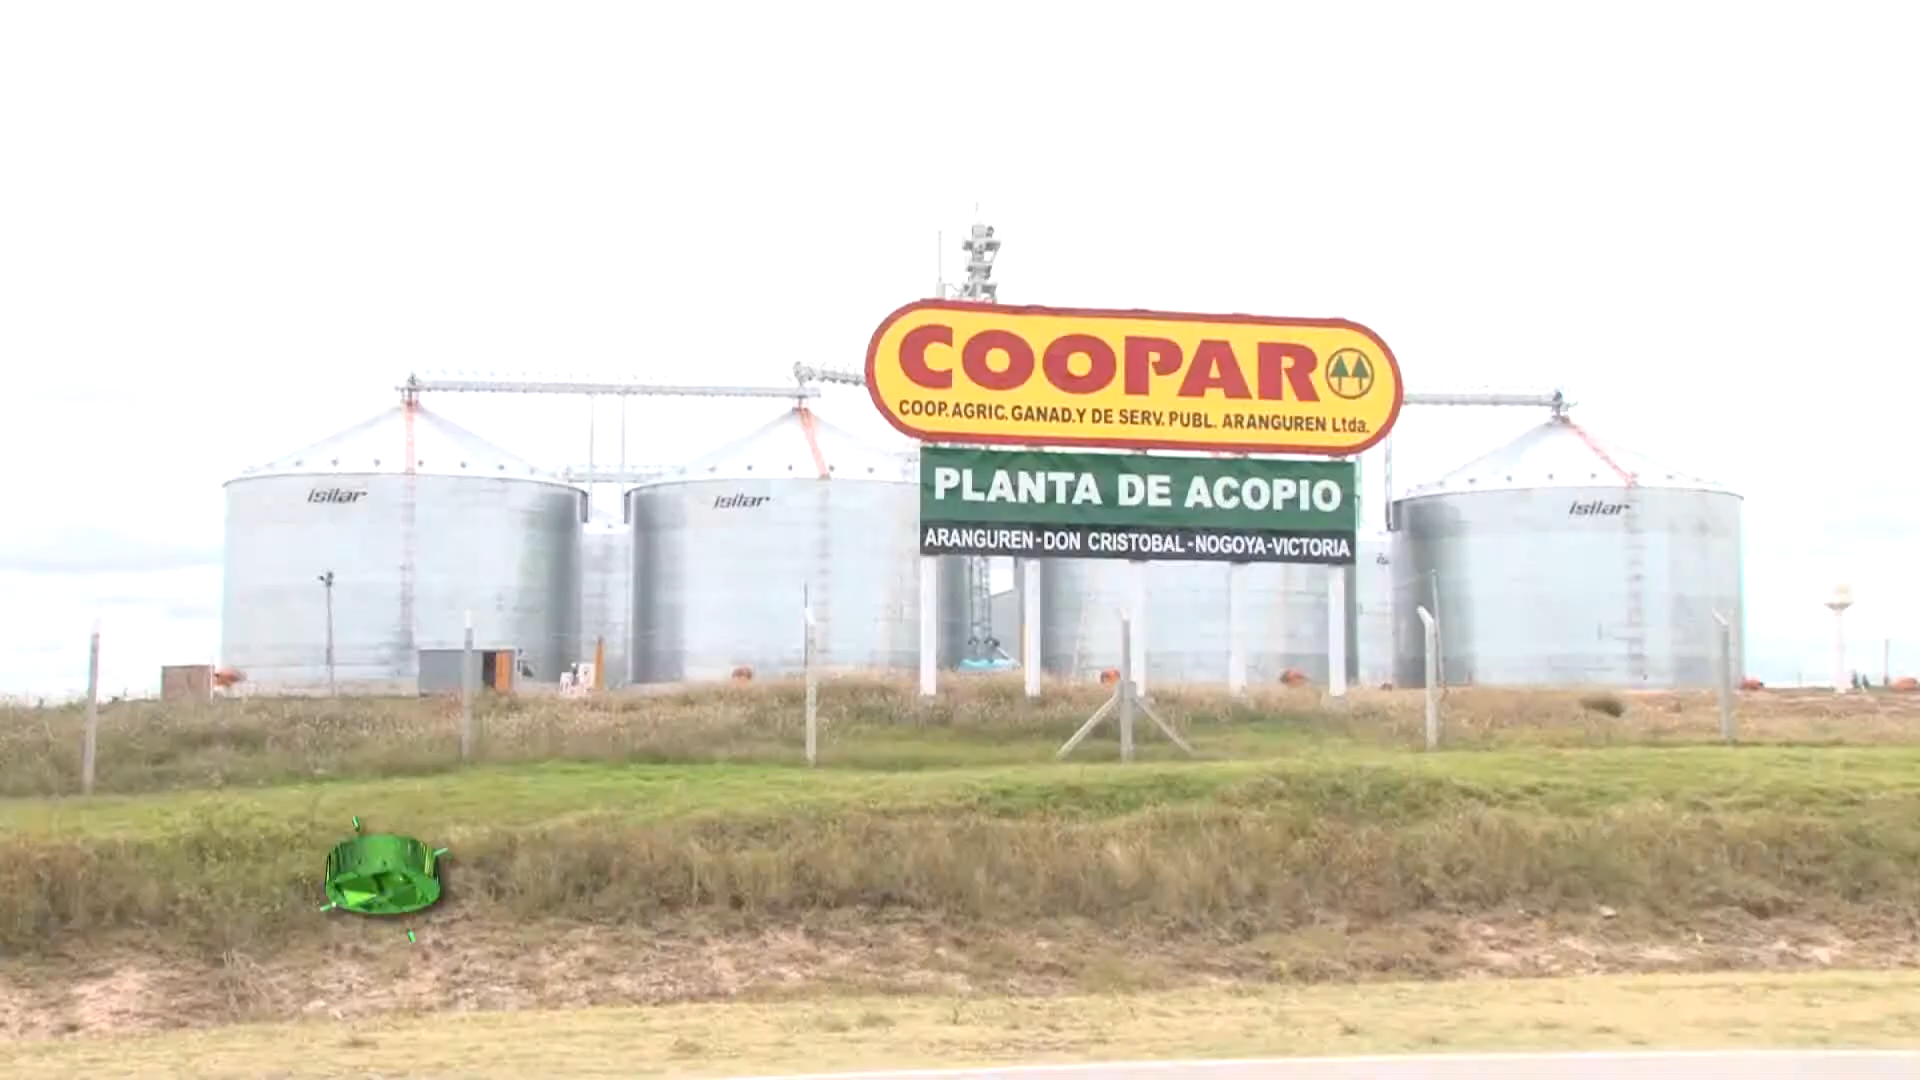 COOPAR
COOP. AGRIC. GANAD. Y DE SERV. PUBL. ARANGUREN Ltda.
PLANTA DE ACOPIO
ARANGUREN-DON CRISTOBAL-NOGOYA-VICTORIA
isilar
isilar
isilar